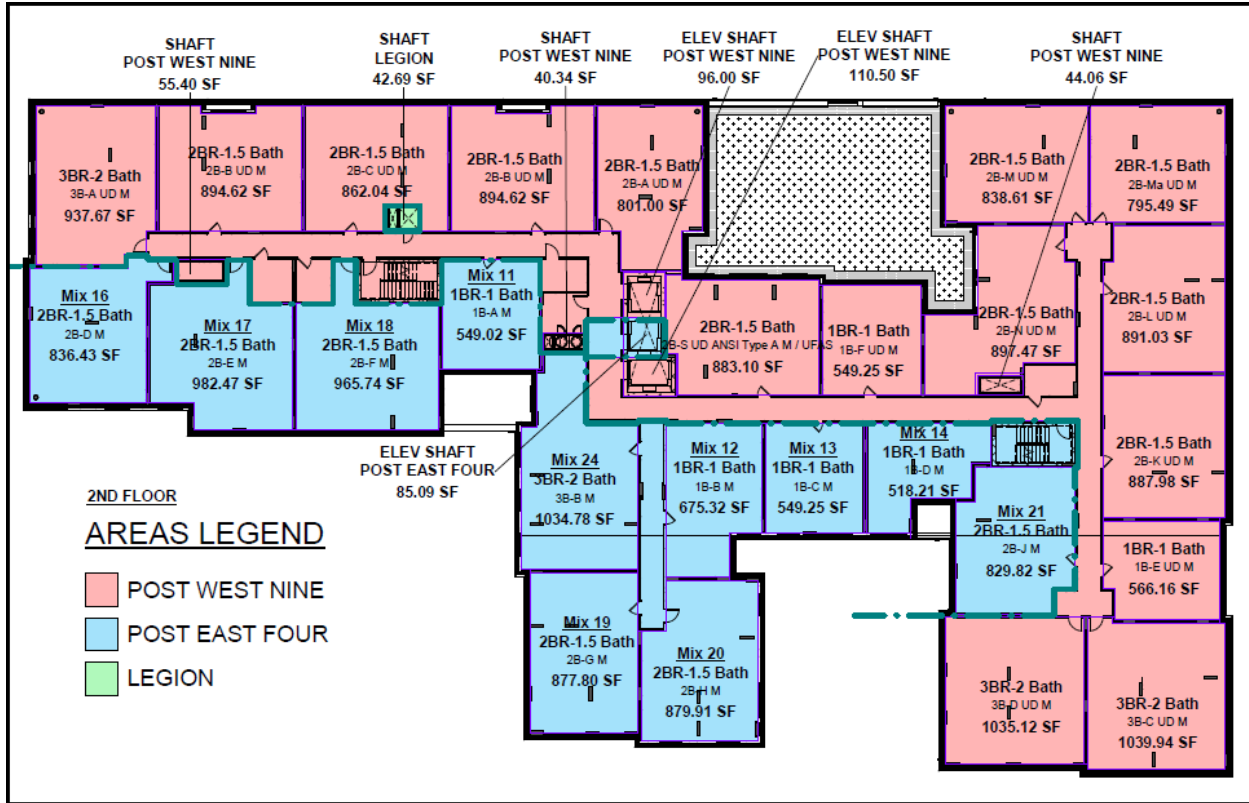 SHAFT
POST WEST NINE
55.40 SF
SHAFT
LEGION
42.69 SF
SHAFT
POST WEST NINE
40.34 SF
ELEV SHAFT
POST WEST NINE
96.00 SF
ELEV SHAFT
POST WEST NINE
110.50 SF
SHAFT
POST WEST NINE
44.06 SF
3BR-2 Bath
3B-A UD M
937.67 SF
2BR-1.5 Bath
2B-B UD M
894.62 SF
2BR-1.5 Bath
2B-C UD M
862.04 SF
2BR-1.5 Bath
2B-B UD M
894.62 SF
2BR-1.5 Bath
2B-A UD M
801.00 SF
2BR-1.5 Bath
2B-M UD M
838.61 SF
2BR-1.5 Bath
2B-Ma UD M
795.49 SF
Mix 16
2BR-1.5 Bath
2B-D M
836.43 SF
Mix 17
2BR-1.5 Bath
2B-E M
982.47 SF
Mix 18
2BR-1.5 Bath
2B-F M
965.74 SF
Mix 11
1BR-1 Bath
1B-A M
549.02 SF
2BR-1.5 Bath
2B-S UD ANSI Type A M / UFAS
883.10 SF
1BR-1 Bath
1B-F UD M
549.25 SF
2BR-1.5 Bath
2B-N UD M
897.47 SF
2BR-1.5 Bath
2B-L UD M
891.03 SF
ELEV SHAFT
POST EAST FOUR
85.09 SF
Mix 24
3BR-2 Bath
3B-B M
1034.78 SF
Mix 12
1BR-1 Bath
1B-B M
675.32 SF
Mix 13
1BR-1 Bath
1B-C M
549.25 SF
Mix 14
1BR-1 Bath
1B-D M
518.21 SF
2BR-1.5 Bath
2B-K UD M
887.98 SF
Mix 21
2BR-1.5 Bath
2B-J M
829.82 SF
1BR-1 Bath
1B-E UD M
566.16 SF
Mix 19
2BR-1.5 Bath
2B-G M
877.80 SF
Mix 20
2BR-1.5 Bath
2B-H M
879.91 SF
3BR-2 Bath
3B-D UD M
1035.12 SF
3BR-2 Bath
3B-C UD M
1039.94 SF
2ND FLOOR
AREAS LEGEND
POST WEST NINE
POST EAST FOUR
LEGION